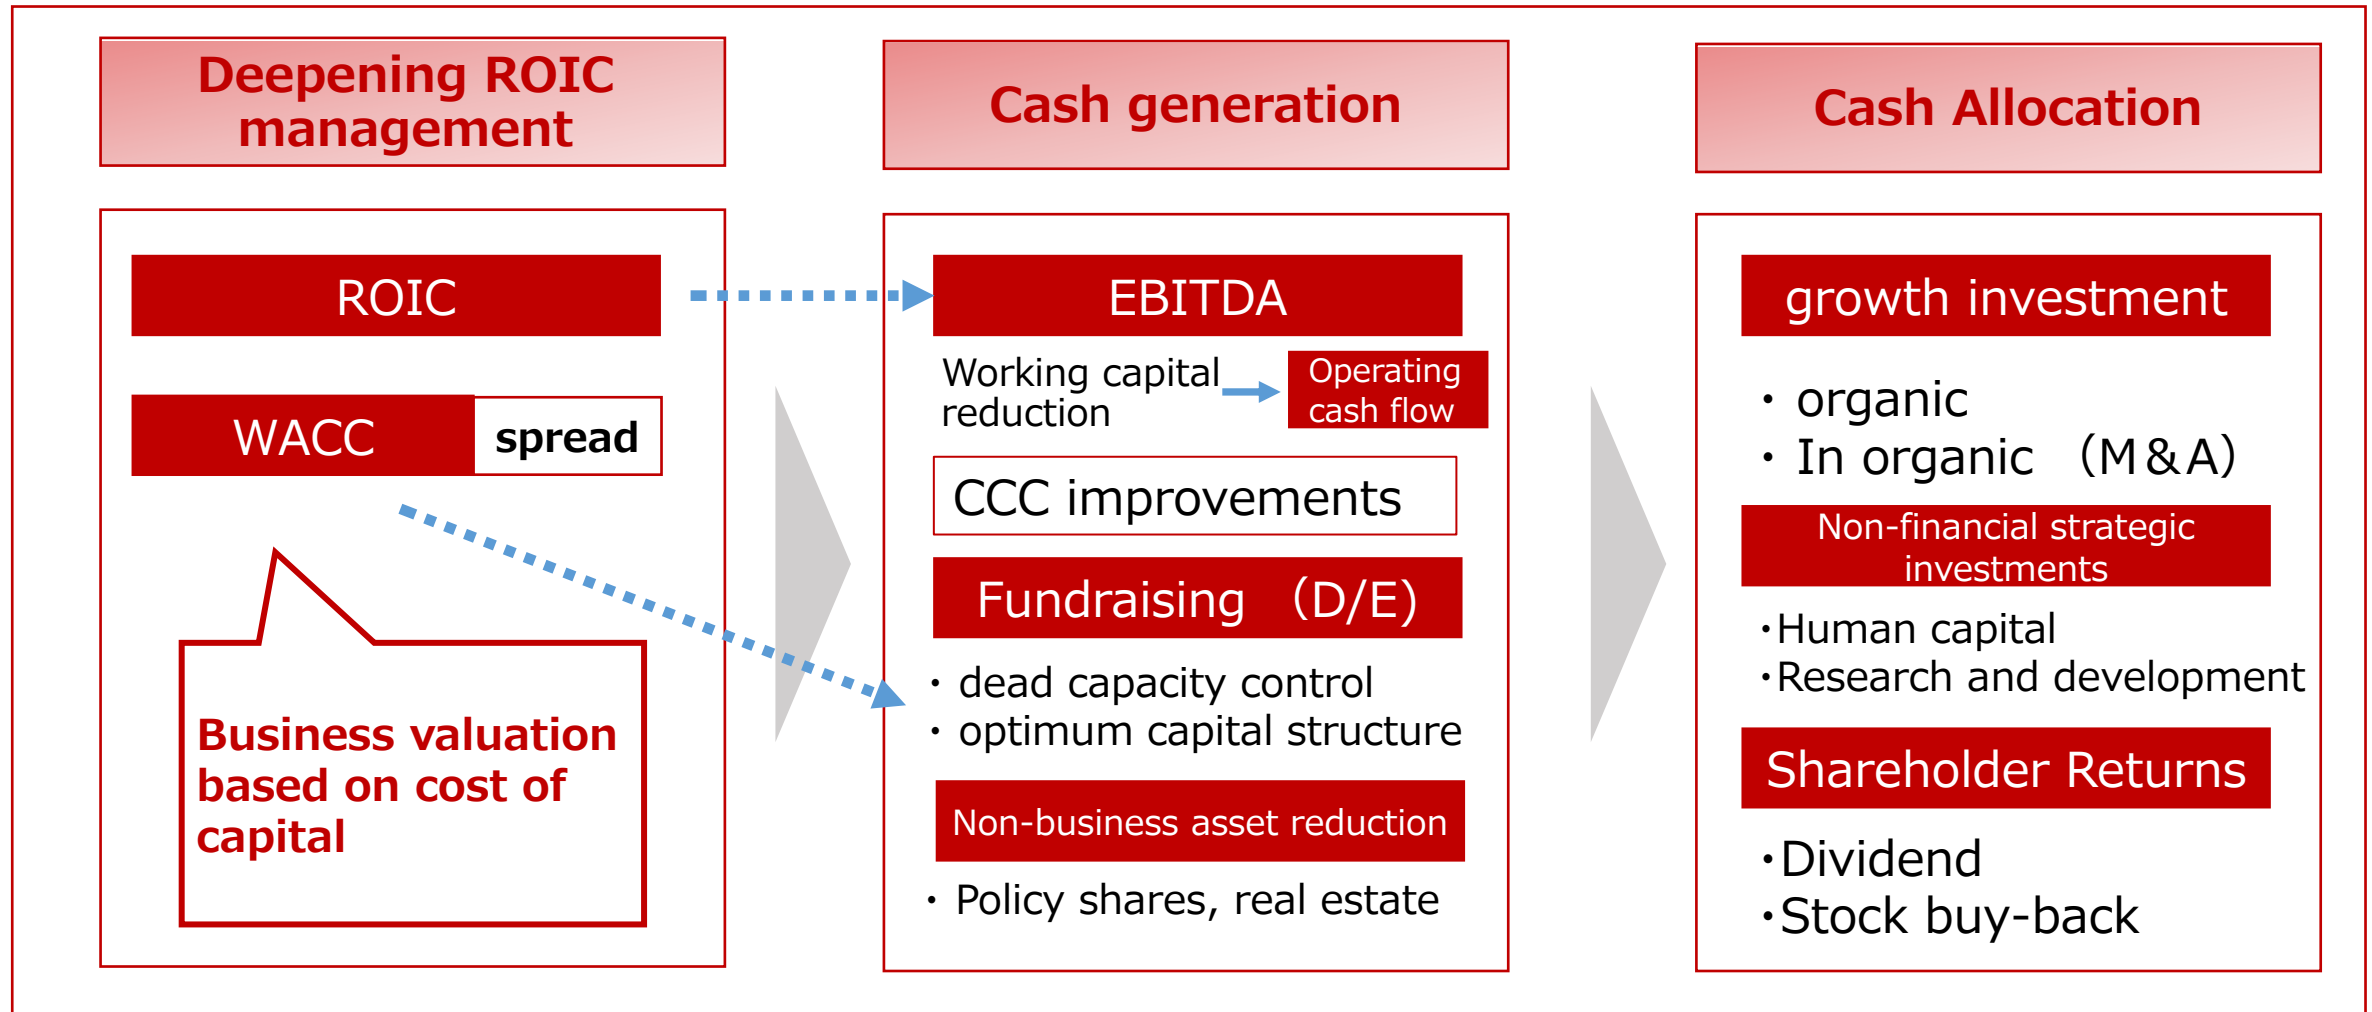 Deepening ROIC
management
ROIC
WACC
spread
Business valuation
based on cost of
capital
Cash generation
EBITDA
Working capital
reduction
Operating
cash flow
CCC improvements
Fundraising （D/E）
・ dead capacity control
・ optimum capital structure
Non-business asset reduction
・ Policy shares, real estate
Cash Allocation
growth investment
・ organic
・ In organic （M＆A）
Non-financial strategic
investments
・Human capital
・Research and development
Shareholder Returns
・Dividend
・Stock buy-back